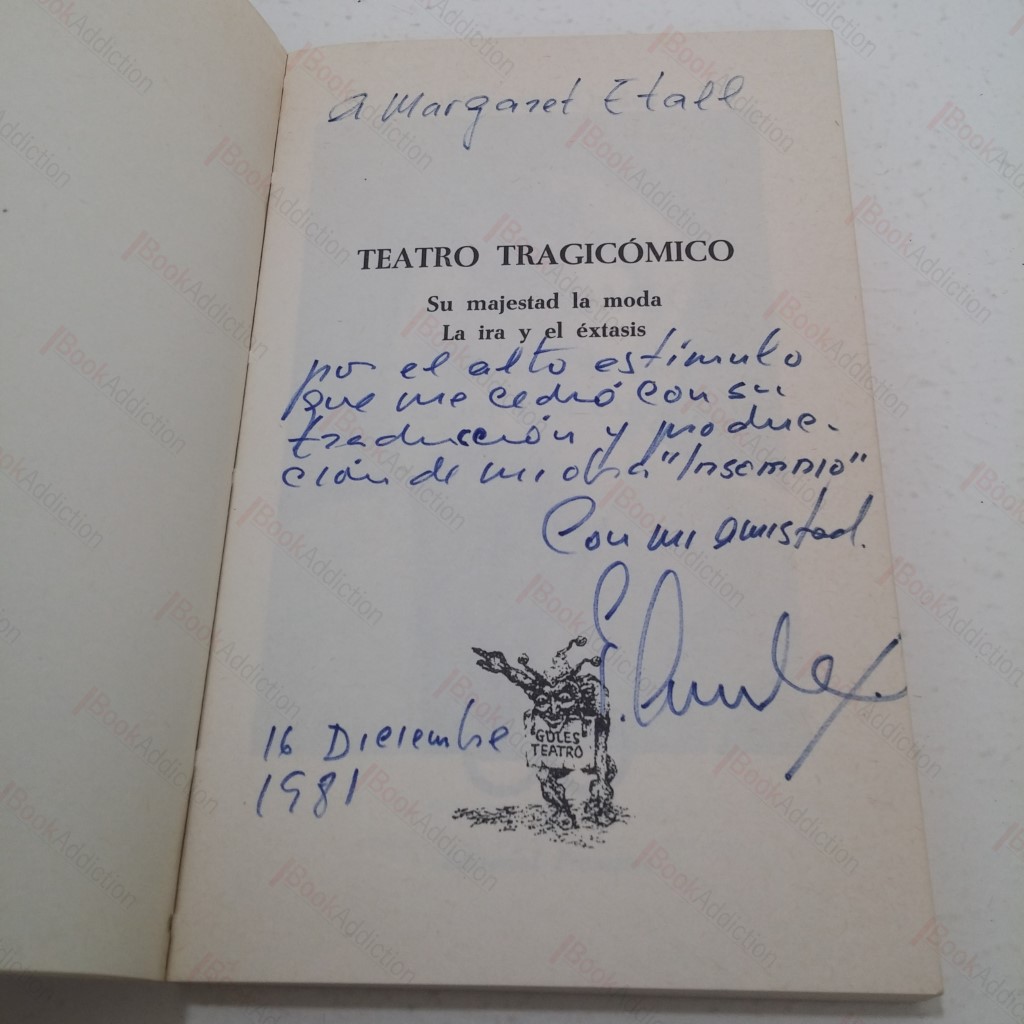 a Margaret Etall
TEATRO TRAGICÓMICO
Su majestad la moda
La ira y el éxtasis
por el alto estímulo
que me cedió con su
traducción y produc-
ción de mi obra "Insomnio"
Con mi amistad.
E.
GULES
TEATRO
16 Diciembre
1981
BookAddiction